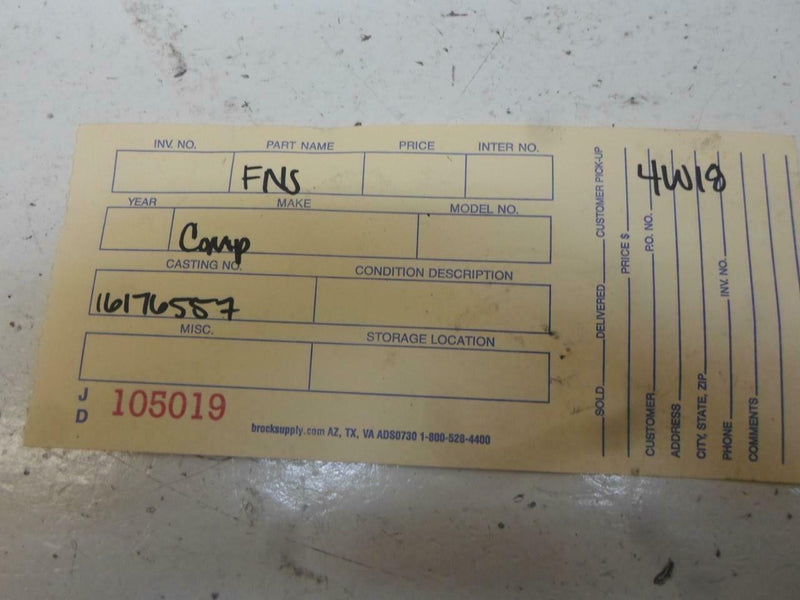 INV. NO. PART NAME PRICE INTER NO.
FNS
YEAR MAKE MODEL NO.
Comp
CASTING NO. CONDITION DESCRIPTION
16176557
MISC. STORAGE LOCATION
J
D
105019
brocksupply.com AZ, TX, VA ADS0730 1-800-528-4400
4W18
SOLD DELIVERED CUSTOMER PICK-UP
PRICE $
CUSTOMER P.O. NO.
ADDRESS
CITY, STATE, ZIP
PHONE INV. NO.
COMMENTS